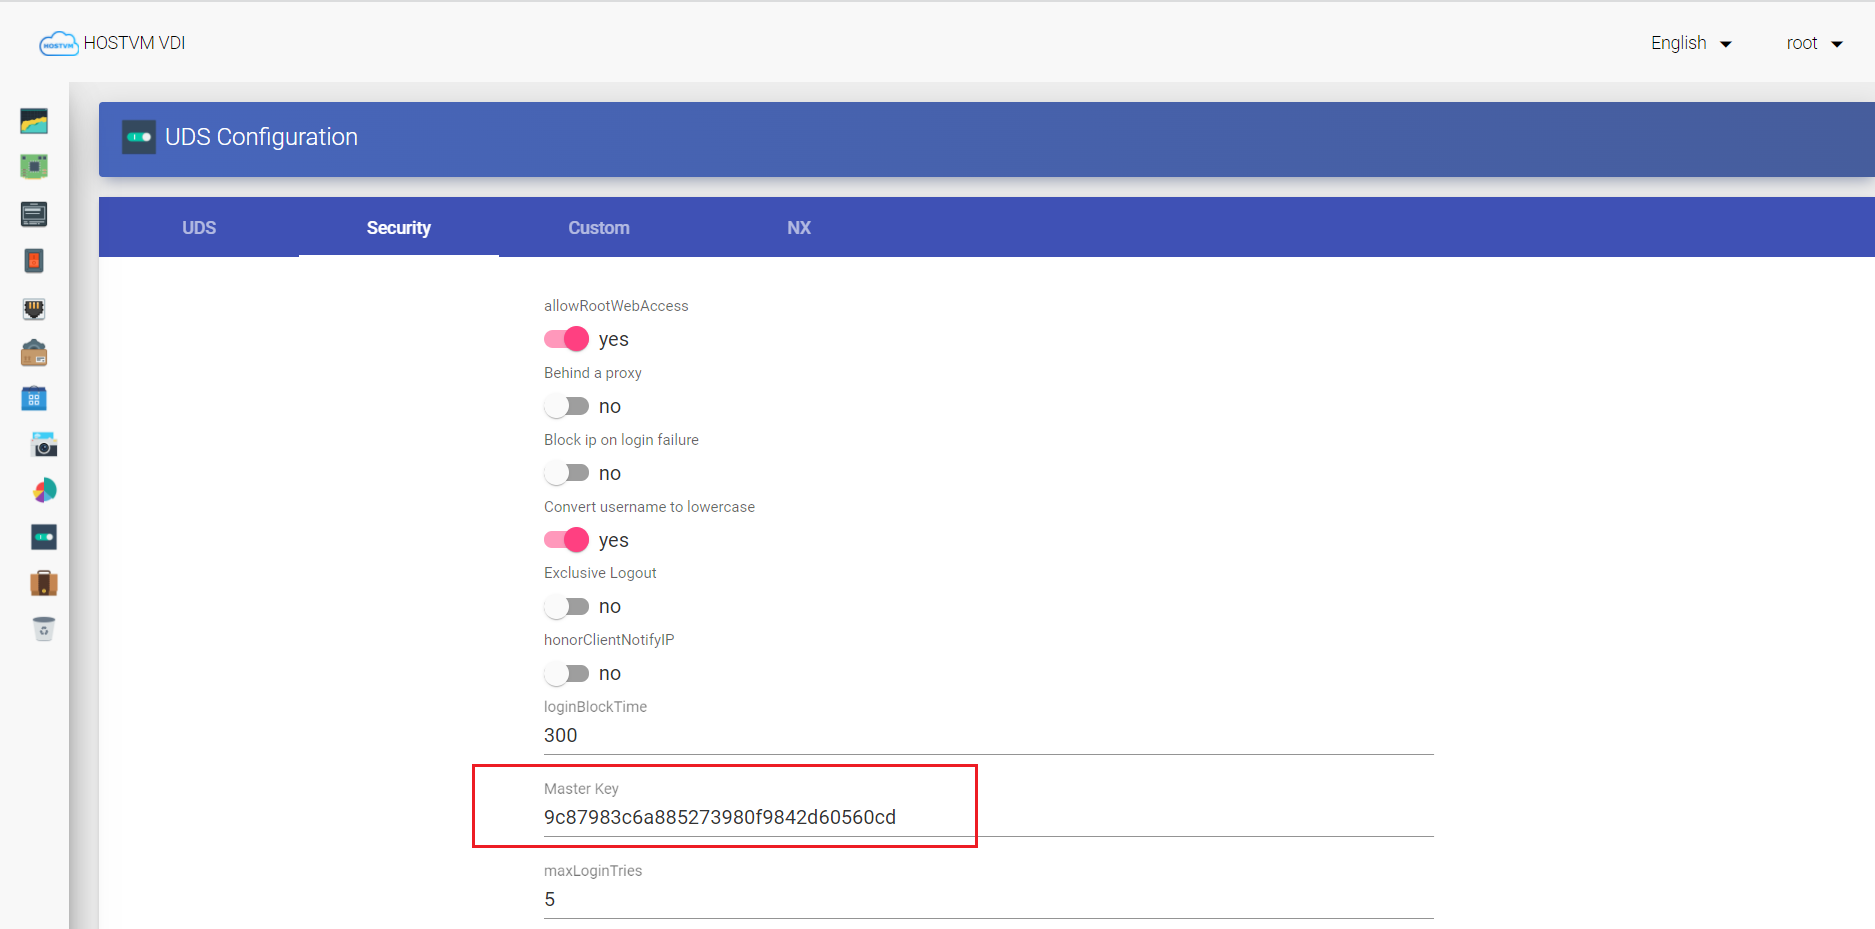 HOSTVM HOSTVM VDI English root
UDS Configuration
UDS Security Custom NX
allowRootWebAccess
yes
Behind a proxy
no
Block ip on login failure
no
Convert username to lowercase
yes
Exclusive Logout
no
honorClientNotifyIP
no
loginBlockTime
300
Master Key
9c87983c6a885273980f9842d60560cd
maxLoginTries
5